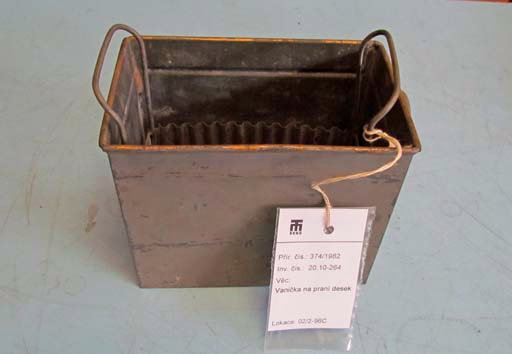 Přír. čís.: 374/1982
Inv. čís.: 20.10-264
Věc:
Vanička na praní desek
Lokace: 02/2-96C